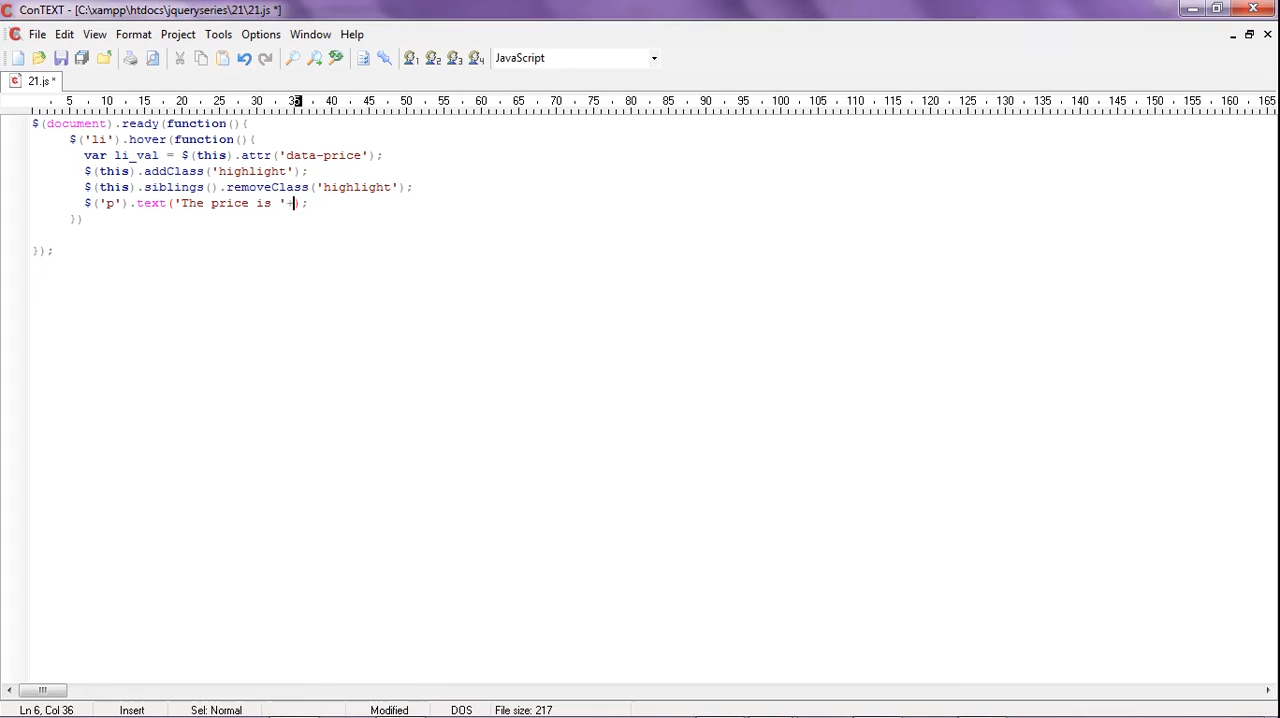 ConTEXT - [C:\xampp\htdocs\jqueryseries\21\21.js *]
File Edit View Format Project Tools Options Window Help
JavaScript
21.js *
5 10 15 20 25 30 35 40 45 50 55 60 65 70 75 80 85 90 95 100 105 110 115 120 125 130 135 140 145 150 155 160 165
$(document).ready(function(){
$('li').hover(function(){
var li_val = $(this).attr('data-price');
$(this).addClass('highlight');
$(this).siblings().removeClass('highlight');
$('p').text('The price is '+);
})
});
Ln 6, Col 36 Insert Sel: Normal Modified DOS File size: 217